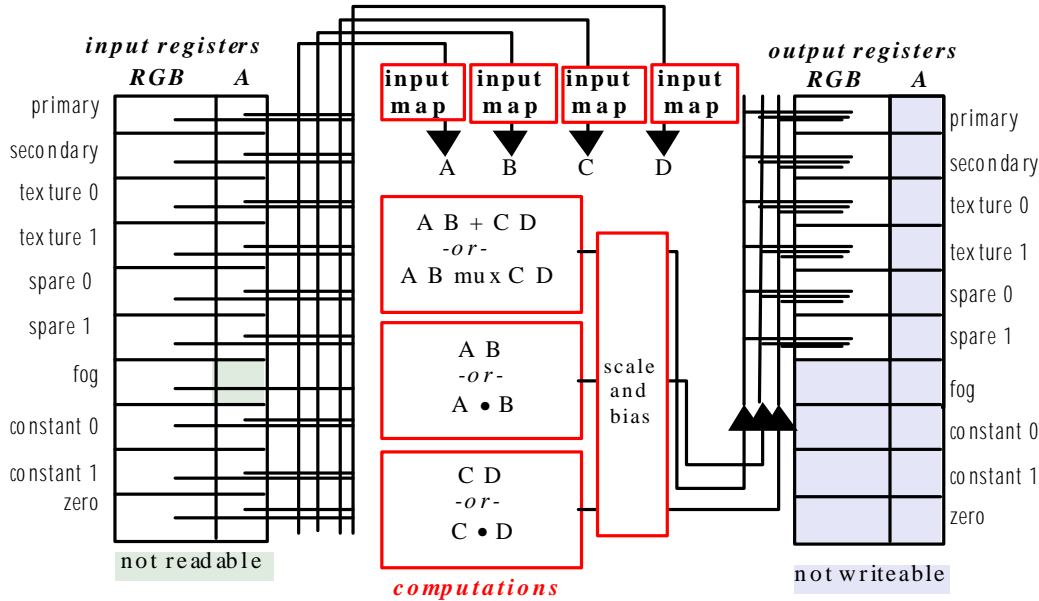 input registers
RGB A
primary
secondary
texture 0
texture 1
spare 0
spare 1
fog
constant 0
constant 1
zero
not readable
input
map
input
map
input
map
input
map
A B C D
A B + C D
-or-
A B mux C D
A B
-or-
A • B
C D
-or-
C • D
computations
scale
and
bias
output registers
RGB A
primary
secondary
texture 0
texture 1
spare 0
spare 1
fog
constant 0
constant 1
zero
not writeable